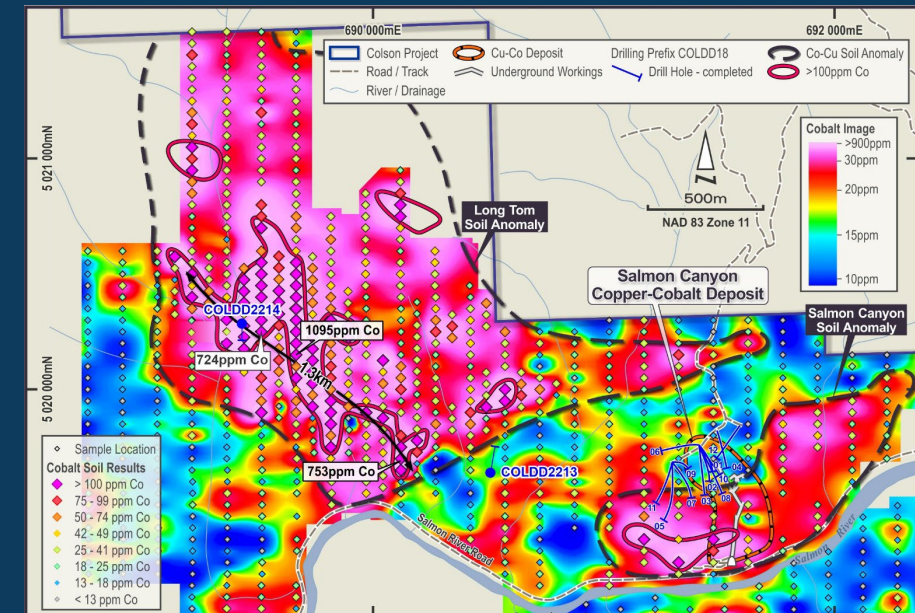 690 000mE
692 000mE
Colson Project
Cu-Co Deposit
Drilling Prefix COLDD18
Co-Cu Soil Anomaly
Road / Track
Underground Workings
Drill Hole - completed
>100ppm Co
River / Drainage
5 021 000mN
5 020 000mN
Cobalt Image
>900ppm
30ppm
20ppm
15ppm
10ppm
500m
NAD 83 Zone 11
Long Tom
Soil Anomaly
Salmon Canyon
Copper-Cobalt Deposit
Salmon Canyon
Soil Anomaly
COLDD2214
1095ppm Co
724ppm Co
1.3km
753ppm Co
COLDD2213
06
12
01
04
09
10
02
07
03
08
11
05
Salmon River Road
Salmon River
Sample Location
Cobalt Soil Results
> 100 ppm Co
75 - 99 ppm Co
50 - 74 ppm Co
42 - 49 ppm Co
25 - 41 ppm Co
18 - 25 ppm Co
13 - 18 ppm Co
< 13 ppm Co